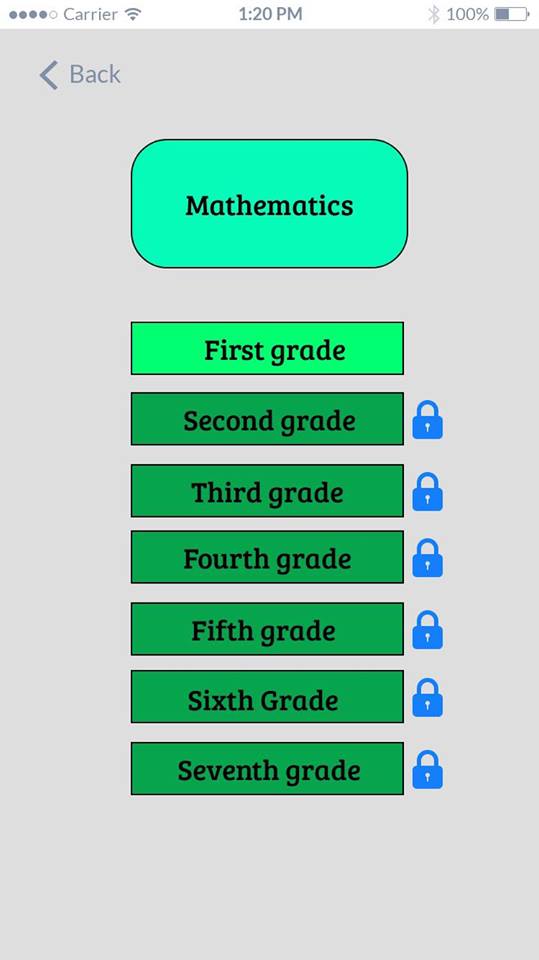 Carrier 1:20 PM 100%
Back
Mathematics
First grade
Second grade
Third grade
Fourth grade
Fifth grade
Sixth Grade
Seventh grade